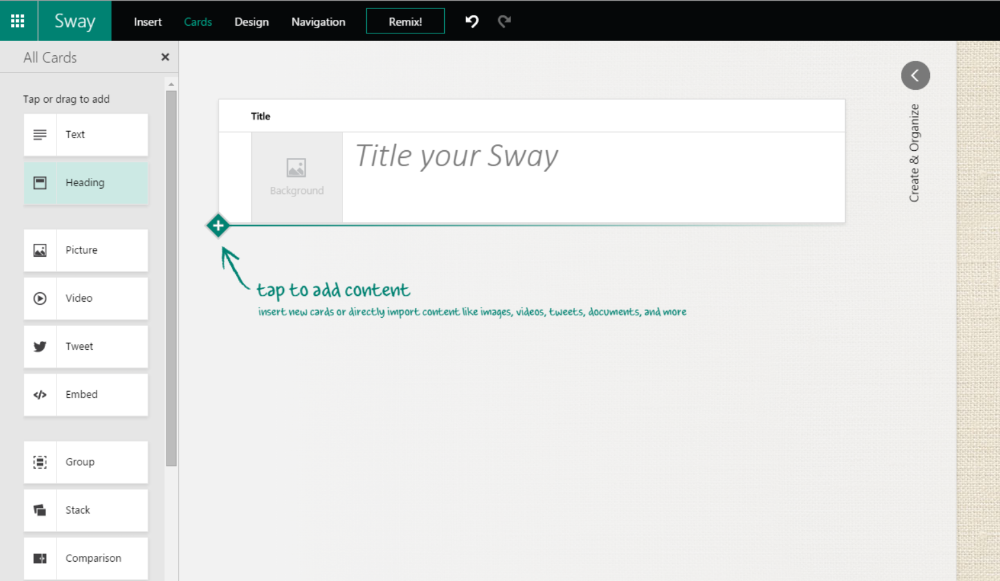 Sway
Insert
Cards
Design
Navigation
Remix!
All Cards
Tap or drag to add
Text
Heading
Picture
Video
Tweet
Embed
Group
Stack
Comparison
Title
Background
Title your Sway
tap to add content
insert new cards or directly import content like images, videos, tweets, documents, and more
Create & Organize